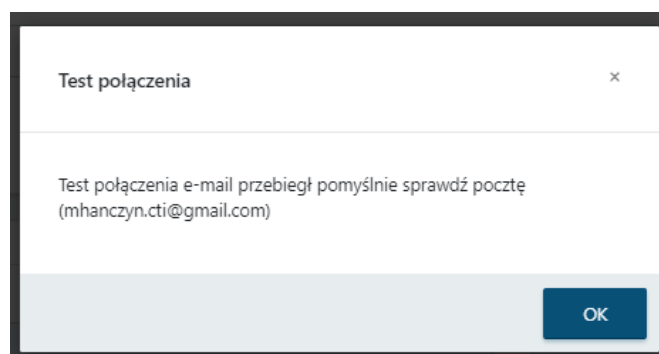 Test połączenia
×
Test połączenia e-mail przebiegł pomyślnie sprawdź pocztę
(mhanczyn.cti@gmail.com)
OK